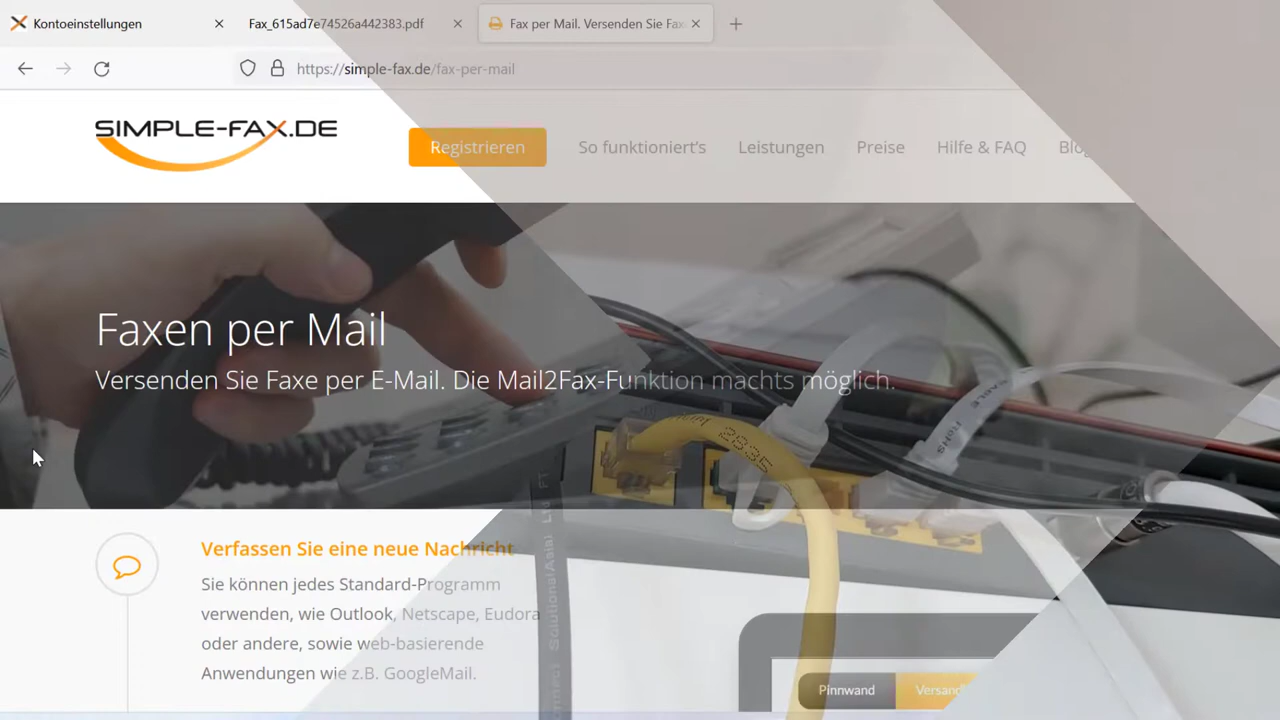 Kontoeinstellungen
Fax_615ad7e74526a442383.pdf
Fax per Mail. Versenden Sie Fax
https://simple-fax.de/fax-per-mail
SIMPLE-FAX.DE
Registrieren
So funktioniert's
Leistungen
Preise
Hilfe & FAQ
Blog
Faxen per Mail
Versenden Sie Faxe per E-Mail. Die Mail2Fax-Funktion machts möglich.
2835
Verfassen Sie eine neue Nachricht
Sie können jedes Standard-Programm
verwenden, wie Outlook, Netscape, Eudora
oder andere, sowie web-basierende
Anwendungen wie z.B. GoogleMail.
Pinnwand
Versand